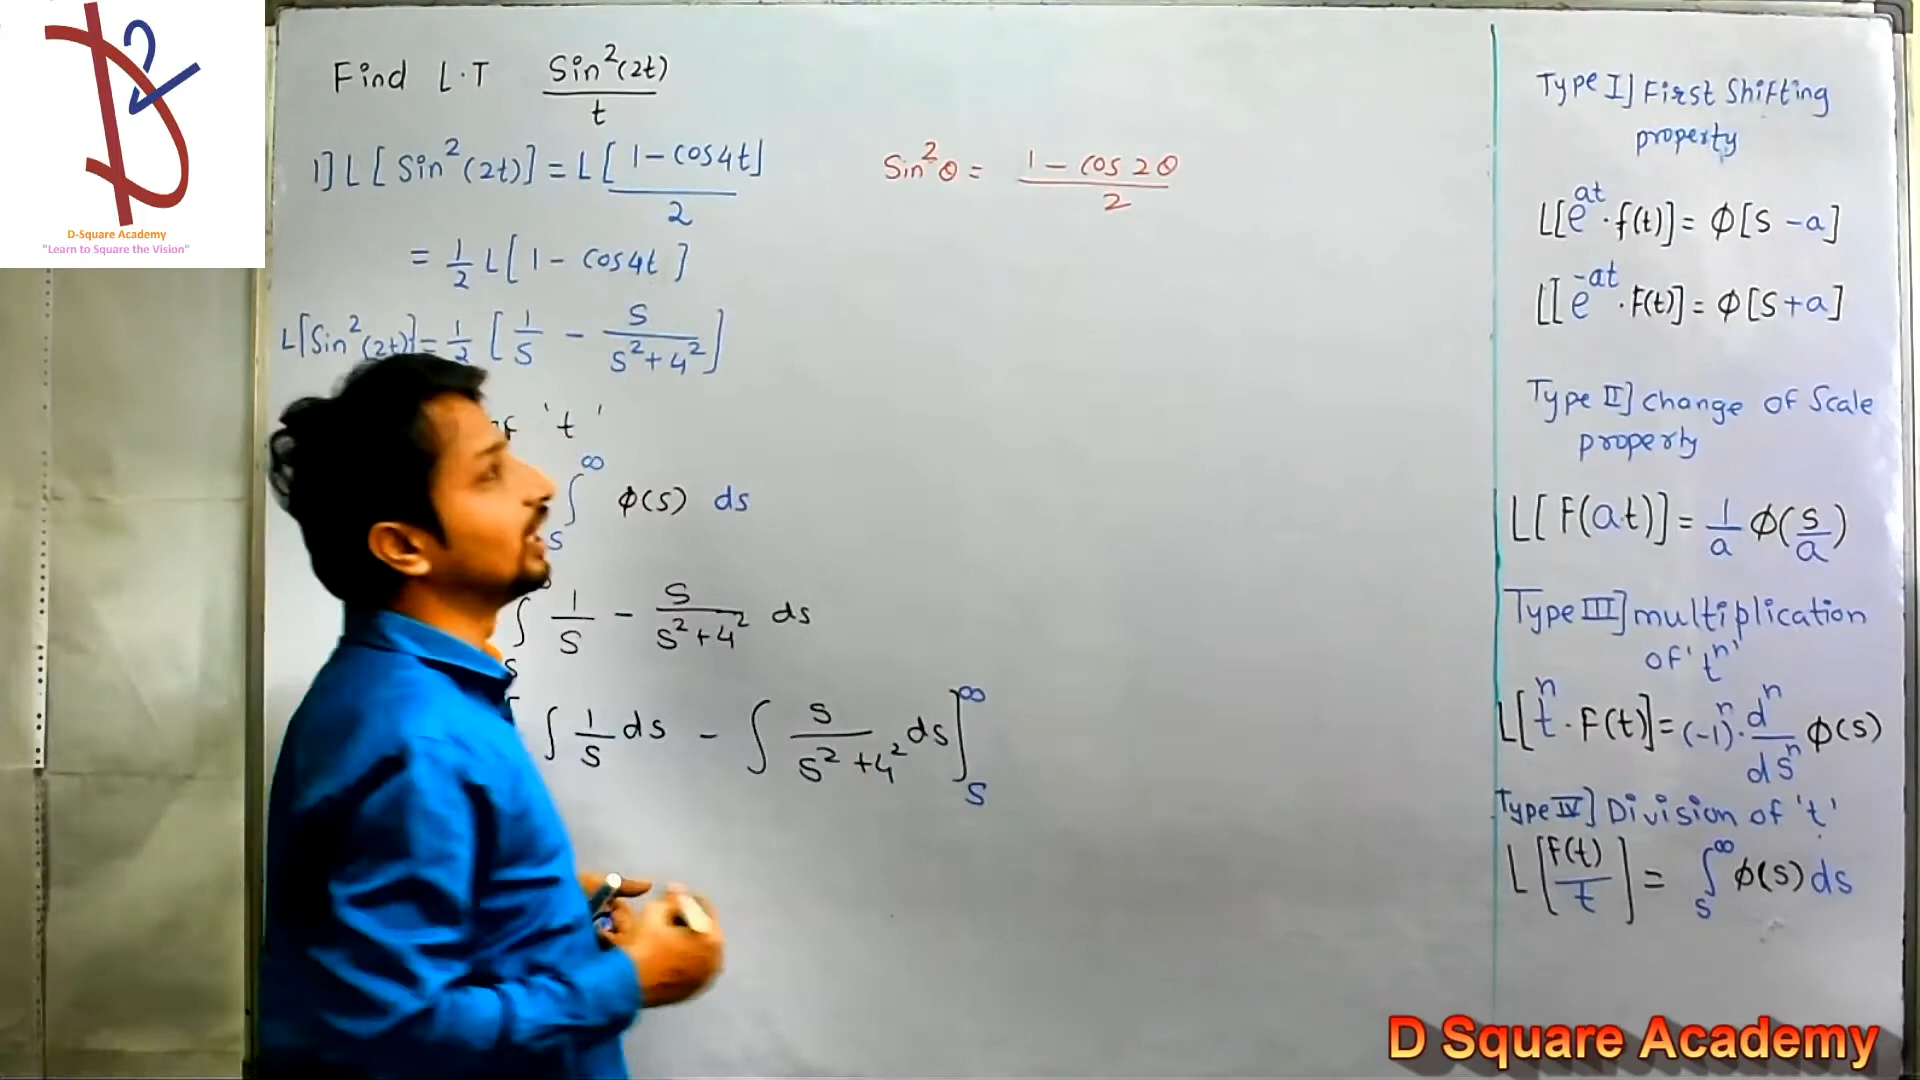 D-Square Academy
"Learn to Square the Vision"
Find L.T Sin²(2t)/t
1] L[Sin²(2t)] = L[1-cos4t]/2
Sin²θ = 1-cos2θ/2
= 1/2 L[1-cos4t]
L[Sin²(2t)] = 1/2 [1/s - s/s²+4²]
of 't'
∫ₛ^∞ φ(s) ds
∫ₛ 1/s - s/s²+4² ds
∫ 1/s ds - ∫ s/s²+4² ds]ₛ^∞
Type I] First Shifting
property
L[e^at . f(t)] = φ[s-a]
L[e^-at . F(t)] = φ[s+a]
Type II] change of Scale
property
L[F(at)] = 1/a φ(s/a)
Type III] multiplication
of 'tⁿ'
L[tⁿ . F(t)] = (-1)ⁿ . dⁿ/dsⁿ φ(s)
Type IV] Division of 't'
L[F(t)/t] = ∫ₛ^∞ φ(s) ds
D Square Academy